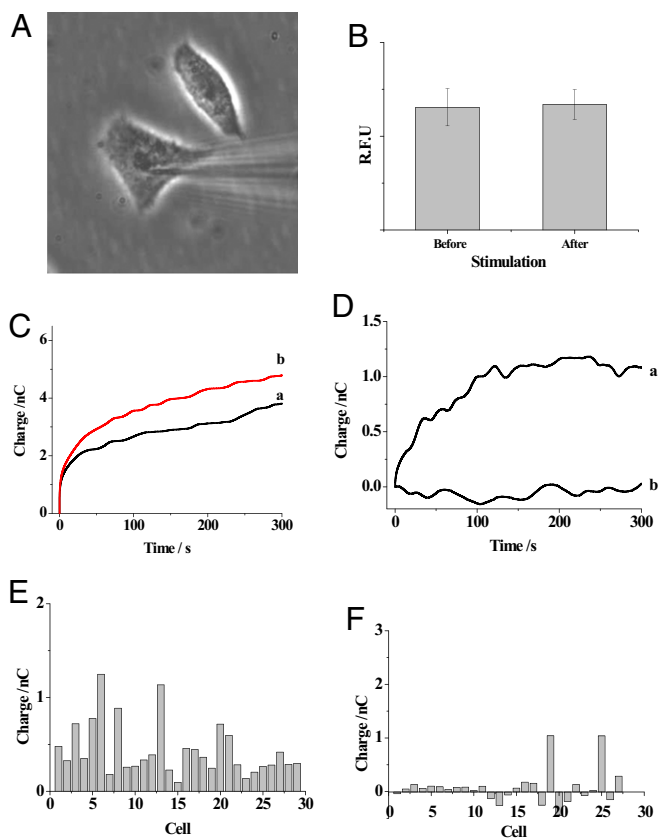 A
B
R.F.U
Before
After
Stimulation
C
6
4
2
0
Charge /nC
b
a
0
100
200
300
Time / s
D
1.5
1.0
0.5
0.0
Charge /nC
a
b
0
100
200
300
Time / s
E
2
1
0
Charge /nC
0
5
10
15
20
25
30
Cell
F
3
2
1
0
Charge /nC
0
5
10
15
20
25
30
Cell